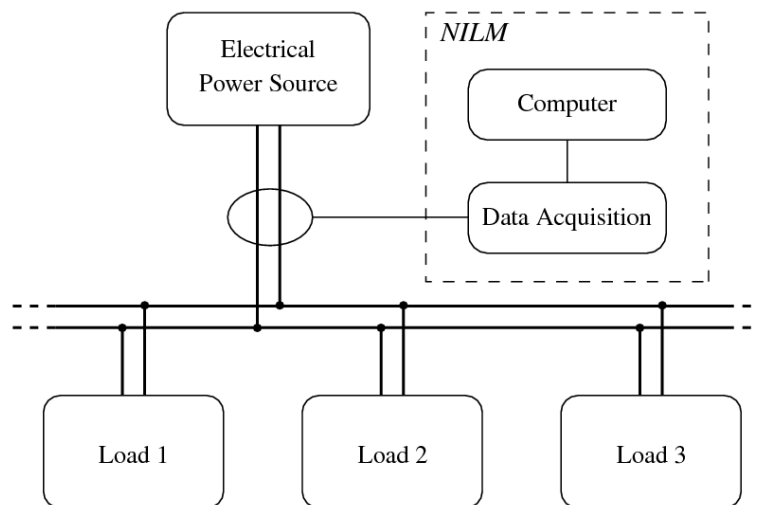 Electrical
Power Source
NILM
Computer
Data Acquisition
Load 1
Load 2
Load 3